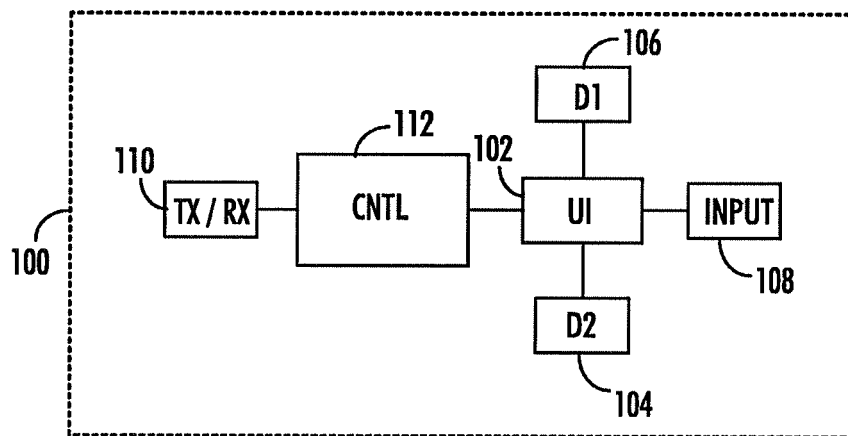 106
D1
112
102
110
TX / RX
CNTL
UI
INPUT
100
108
D2
104